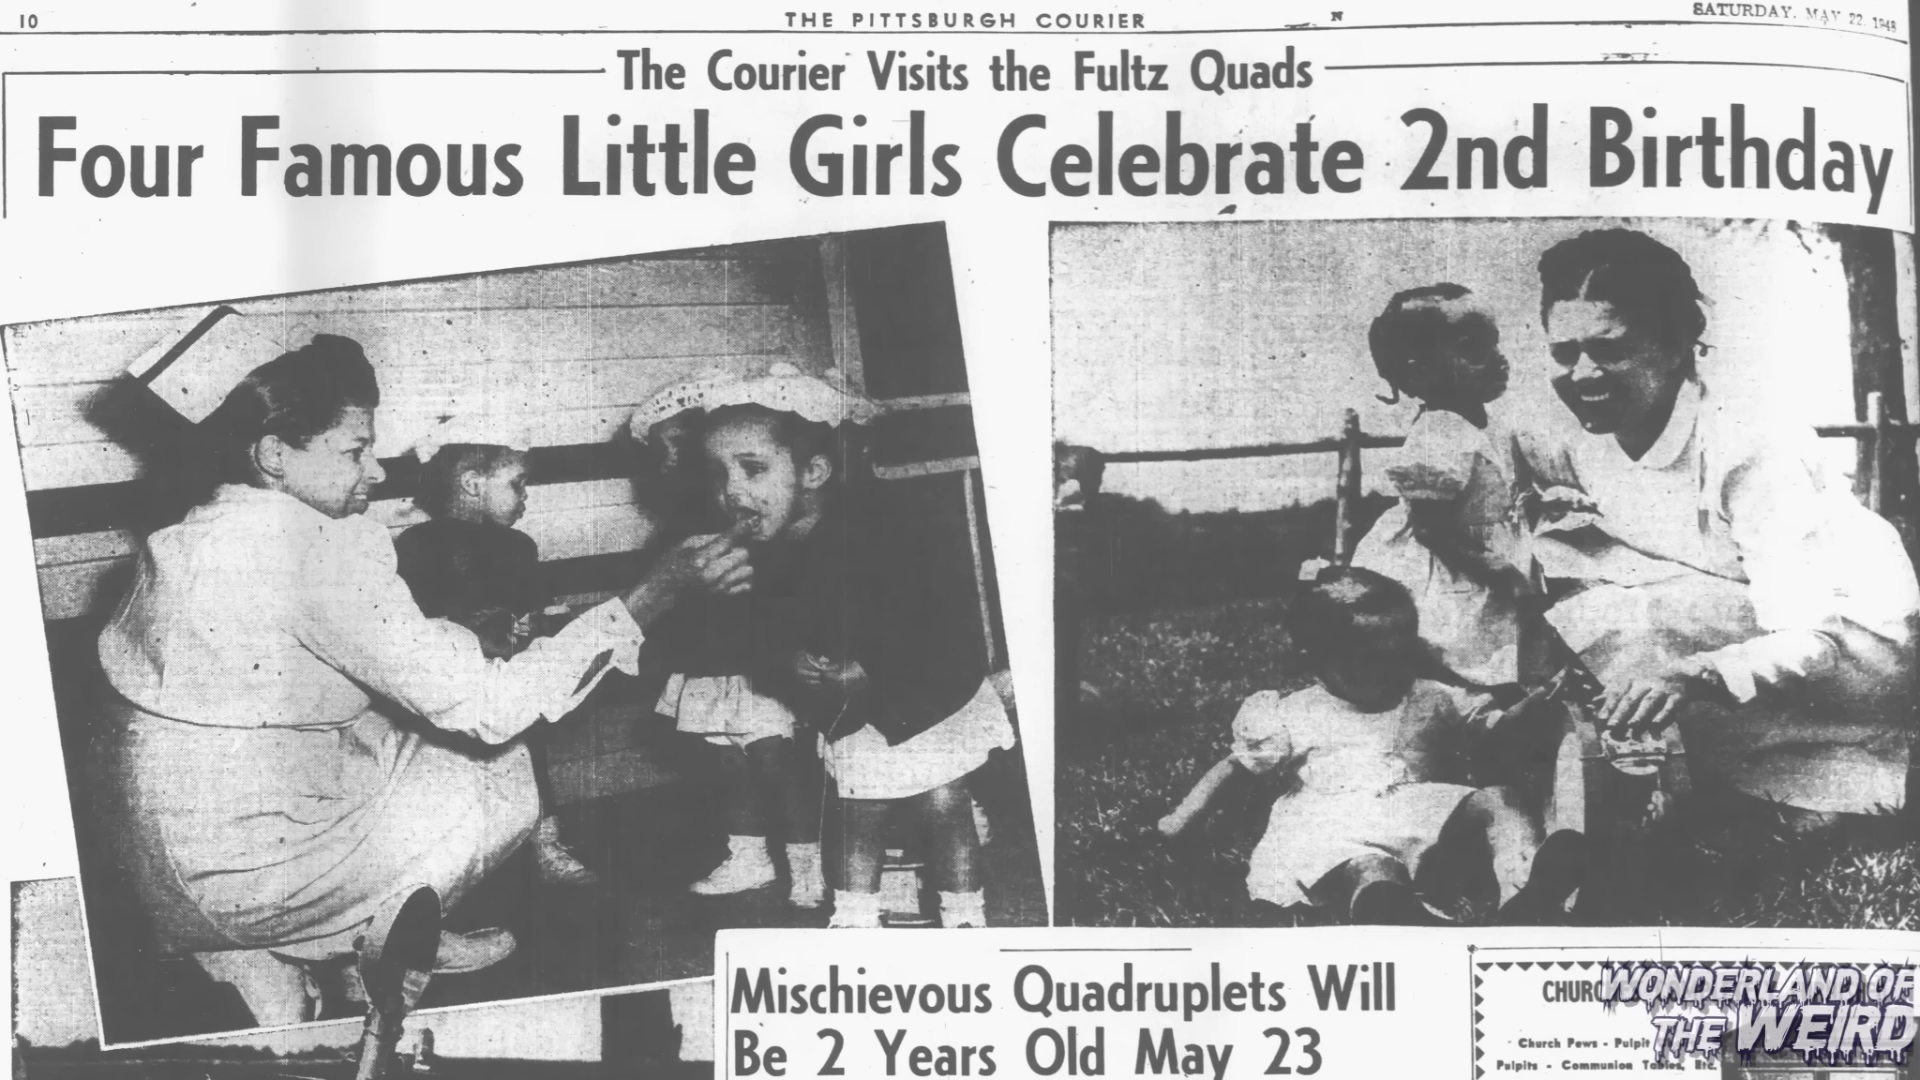 10
THE PITTSBURGH COURIER
N
SATURDAY, MAY 22, 1948
The Courier Visits the Fultz Quads
Four Famous Little Girls Celebrate 2nd Birthday
Mischievous Quadruplets Will
Be 2 Years Old May 23
Church Pews - Pulpit
Pulpits - Communion Tables, Etc.
WONDERLAND OF
THE WEIRD